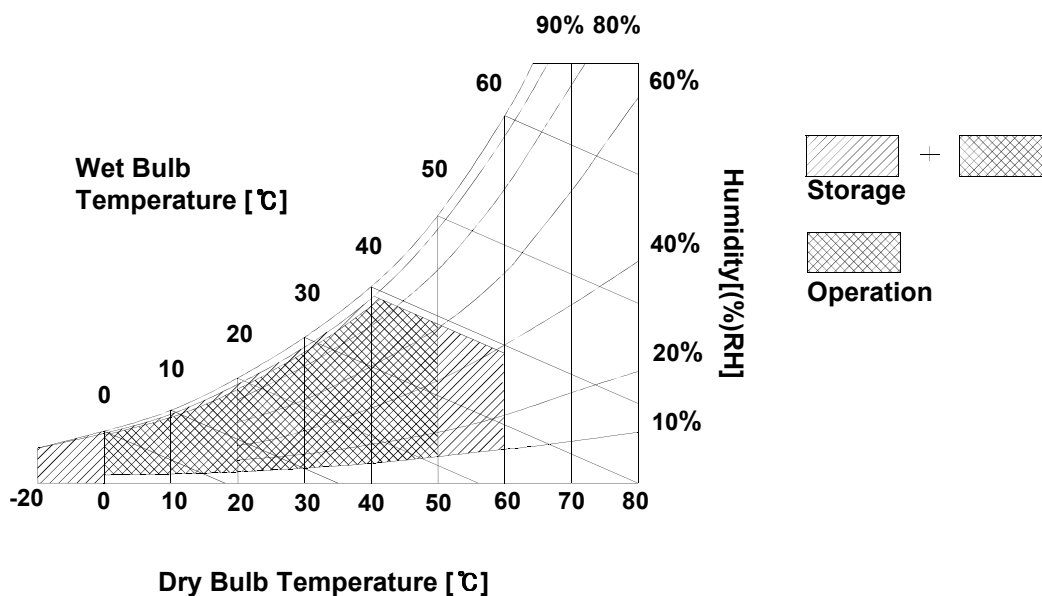 90% 80%
60
60%
Wet Bulb
Temperature [℃]
50
Storage
+
Humidity[(%)RH]
40
40%
30
Operation
20
20%
10
10%
0
-20 0 10 20 30 40 50 60 70 80
Dry Bulb Temperature [℃]